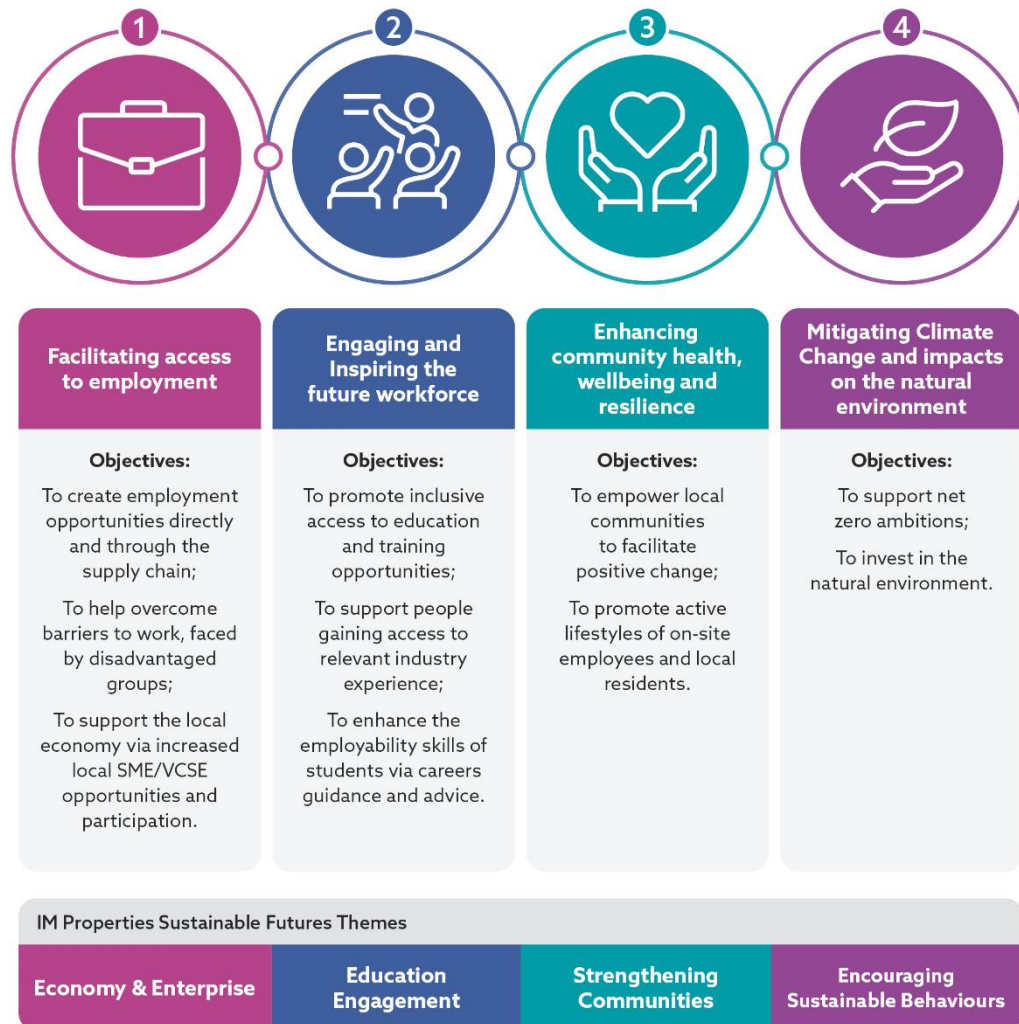 1
2
3
4
Facilitating access
to employment
Objectives:
To create employment
opportunities directly
and through the
supply chain;
To help overcome
barriers to work, faced
by disadvantaged
groups;
To support the local
economy via increased
local SME/VCSE
opportunities and
participation.
Engaging and
Inspiring the
future workforce
Objectives:
To promote inclusive
access to education
and training
opportunities;
To support people
gaining access to
relevant industry
experience;
To enhance the
employability skills of
students via careers
guidance and advice.
Enhancing
community health,
wellbeing and
resilience
Objectives:
To empower local
communities
to facilitate
positive change;
To promote active
lifestyles of on-site
employees and local
residents.
Mitigating Climate
Change and impacts
on the natural
environment
Objectives:
To support net
zero ambitions;
To invest in the
natural environment.
IM Properties Sustainable Futures Themes
Economy & Enterprise
Education
Engagement
Strengthening
Communities
Encouraging
Sustainable Behaviours